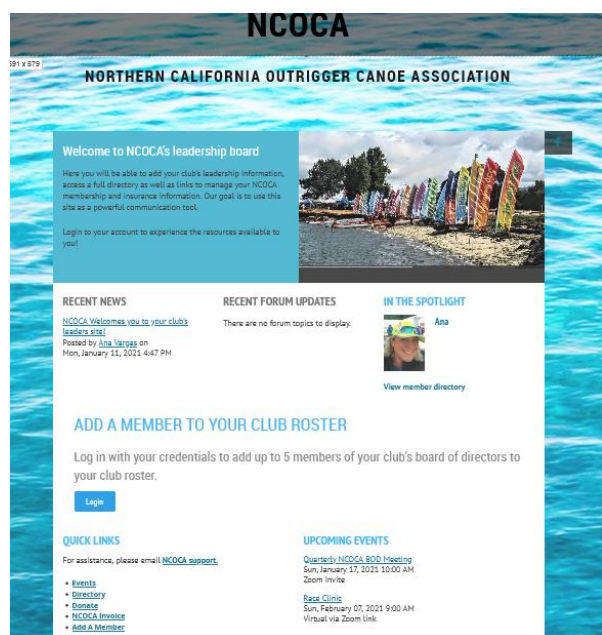 NCOCA
591 x 579
NORTHERN CALIFORNIA OUTRIGGER CANOE ASSOCIATION
Welcome to NCOCA's leadership board
Here you will be able to add your club's leadership information,
access a full directory as well as links to manage your NCOCA
membership and insurance information. Our goal is to use this
site as a powerful communication tool.
Login to your account to experience the resources available to
you!
RECENT NEWS
NCOCA Welcomes you to your club's
leaders site!
Posted by Ana Vargas on
Mon, January 11, 2021 4:47 PM
RECENT FORUM UPDATES
There are no forum topics to display.
IN THE SPOTLIGHT
Ana
View member directory
ADD A MEMBER TO YOUR CLUB ROSTER
Log in with your credentials to add up to 5 members of your club's board of directors to
your club roster.
Login
QUICK LINKS
For assistance, please email NCOCA support.
• Events
• Directory
• Donate
• NCOCA Invoice
• Add A Member
UPCOMING EVENTS
Quarterly NCOCA BOD Meeting
Sun, January 17, 2021 10:00 AM
Zoom Invite
Race Clinic
Sun, February 07, 2021 9:00 AM
Virtual via Zoom link